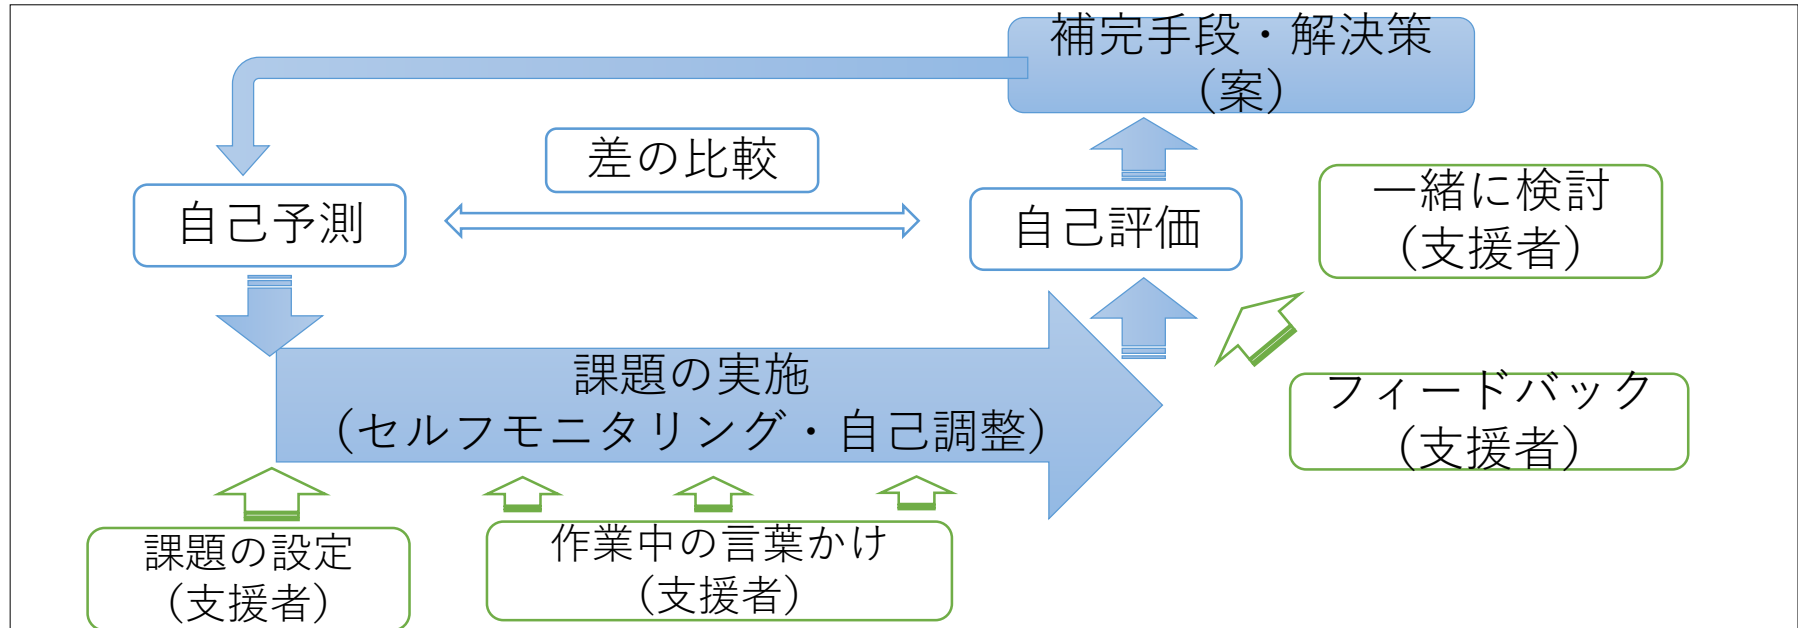 補完手段・解決策
（案）
差の比較
自己予測
自己評価
一緒に検討
（支援者）
課題の実施
（セルフモニタリング・自己調整）
フィードバック
（支援者）
課題の設定
（支援者）
作業中の言葉かけ
（支援者）